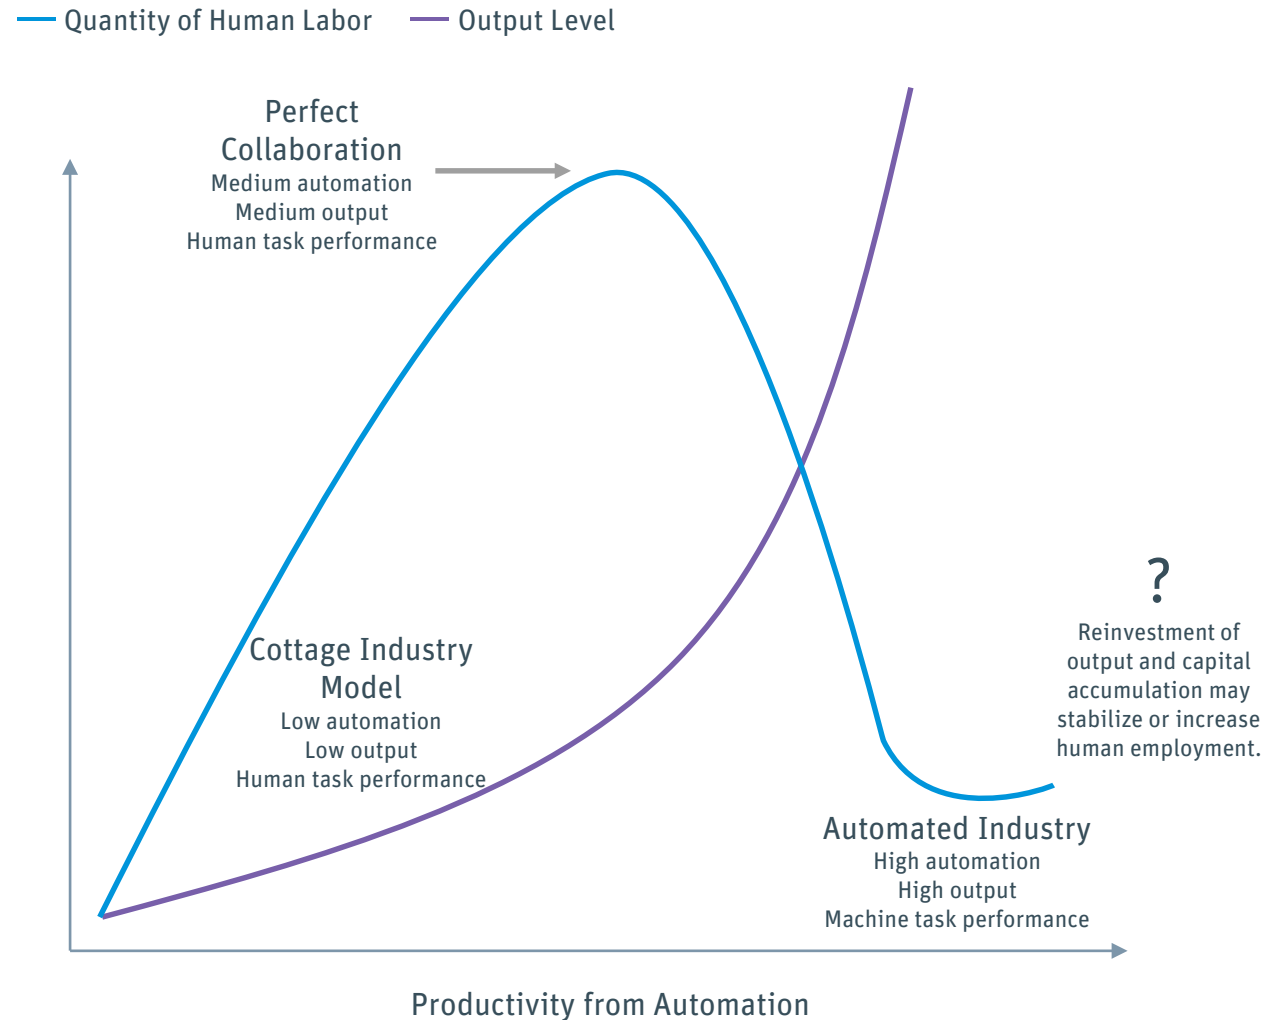 Quantity of Human Labor
Output Level
Perfect
Collaboration
Medium automation
Medium output
Human task performance
Cottage Industry
Model
Low automation
Low output
Human task performance
?
Reinvestment of
output and capital
accumulation may
stabilize or increase
human employment.
Automated Industry
High automation
High output
Machine task performance
Productivity from Automation